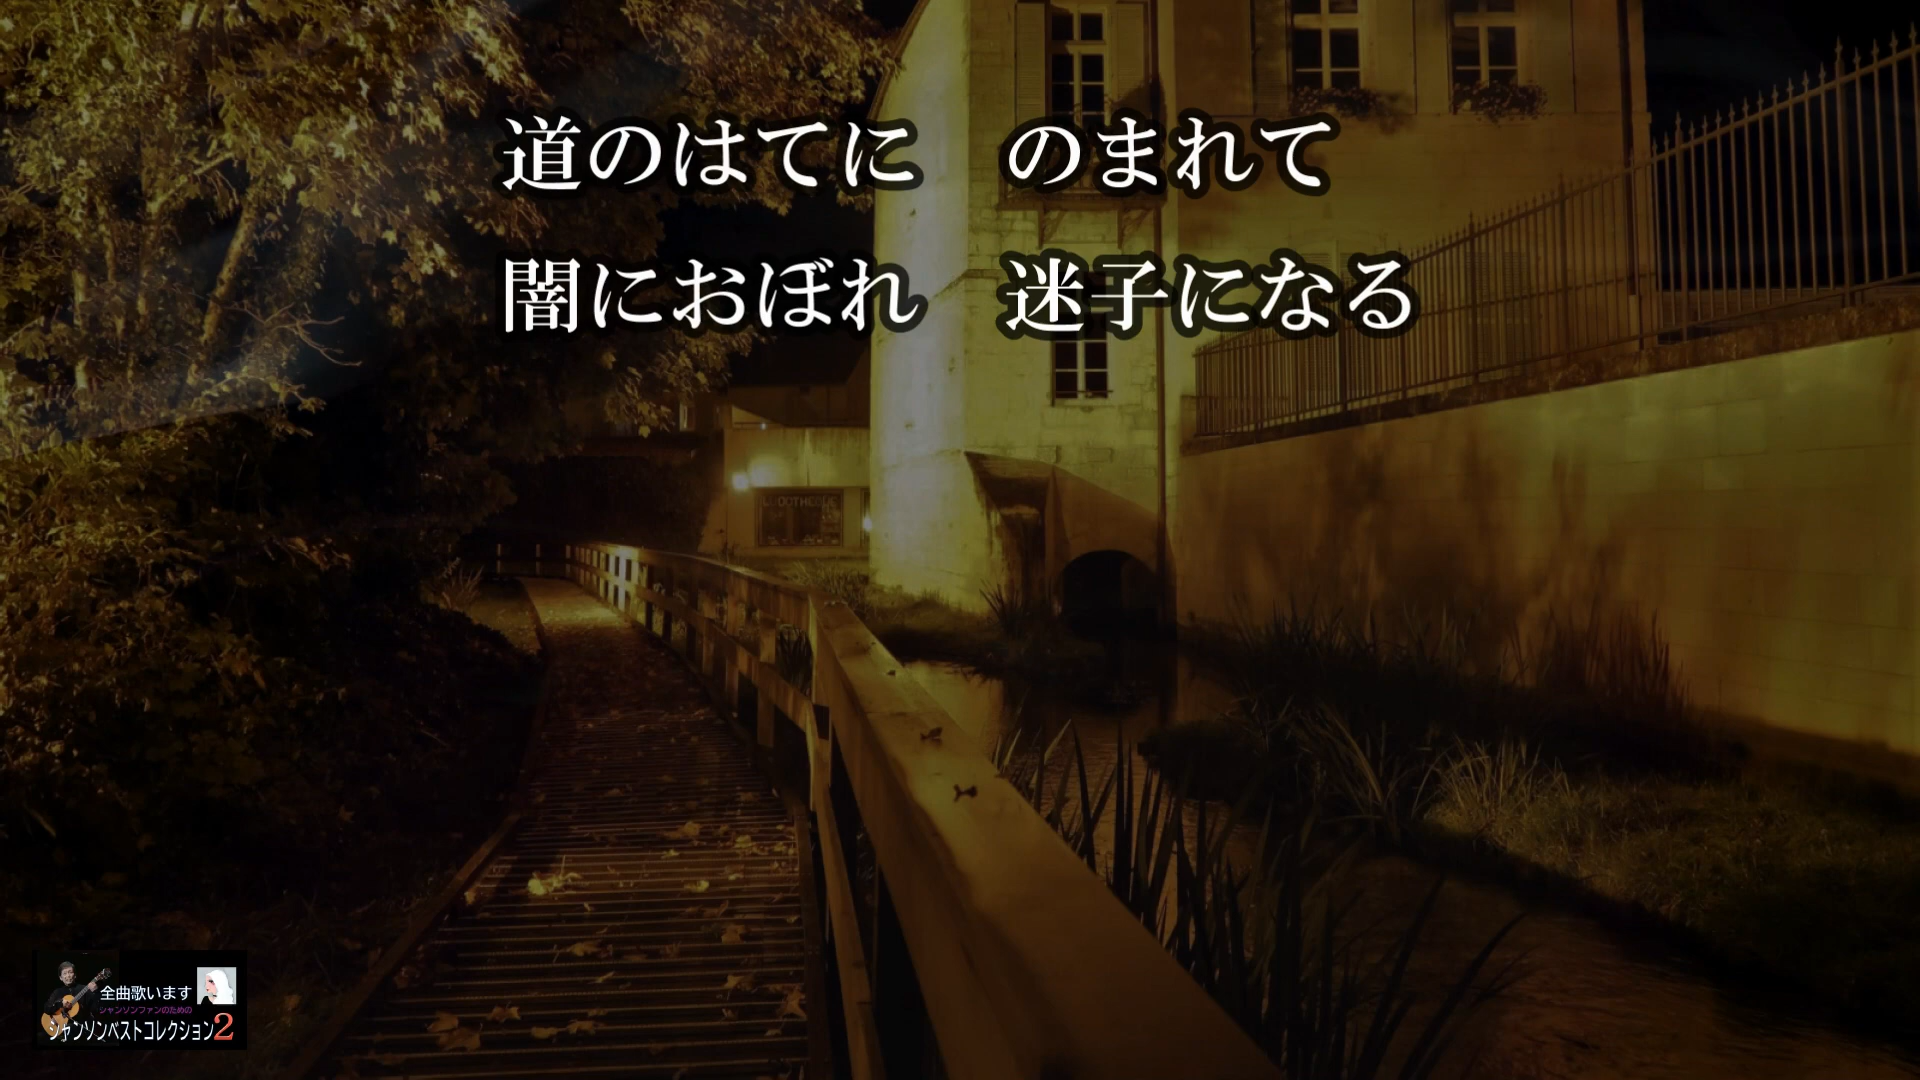 道のはてに　のまれて
闇におぼれ　迷子になる
LUDOTHEQUE
全曲歌います
シャンソンファンのための
シャンソンベストコレクション2